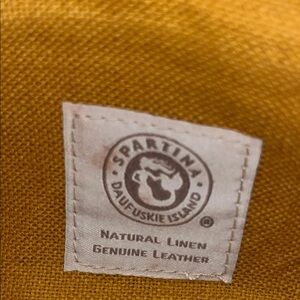 SPARTINA
DAUFUSKIE ISLAND
®
NATURAL LINEN
GENUINE LEATHER